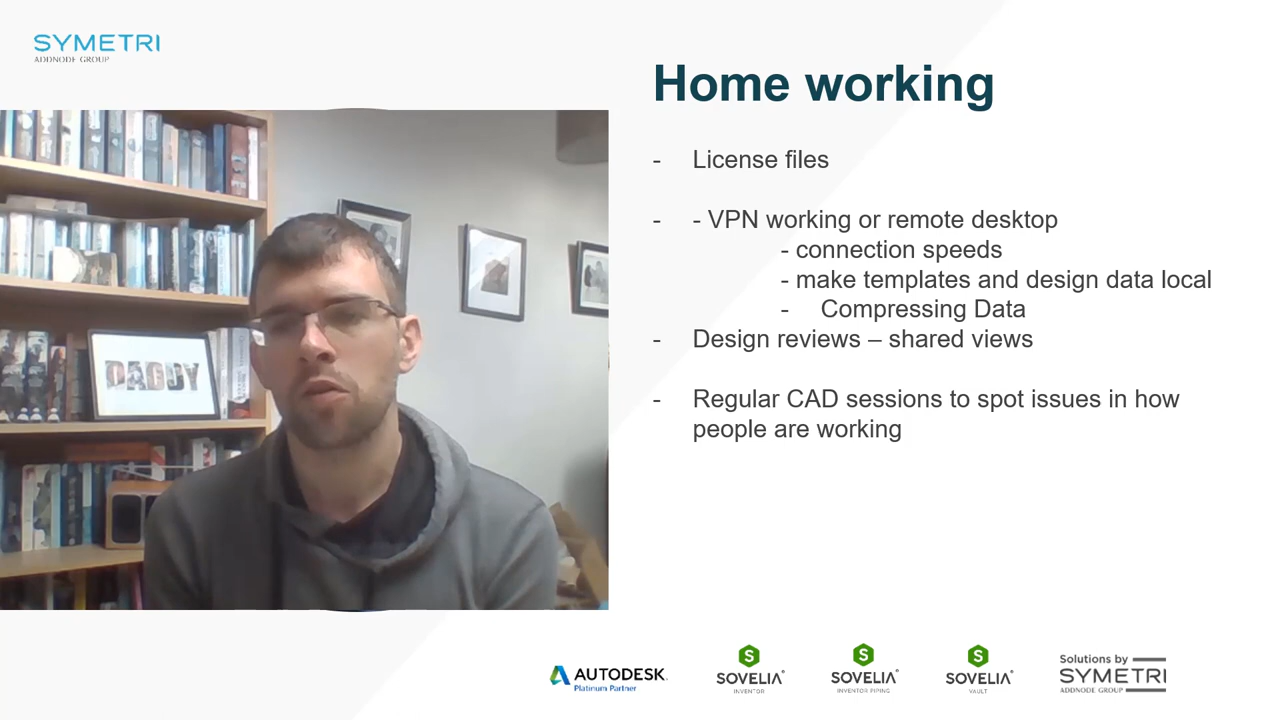 SYMETRI
ADDNODE GROUP
Home working
- License files
- - VPN working or remote desktop
- connection speeds
- make templates and design data local
- Compressing Data
- Design reviews – shared views
- Regular CAD sessions to spot issues in how
people are working
DADDY
AUTODESK
Platinum Partner
SOVELIA
INVENTOR
SOVELIA
INVENTOR PIPING
SOVELIA
VAULT
Solutions by
SYMETRI
ADDNODE GROUP